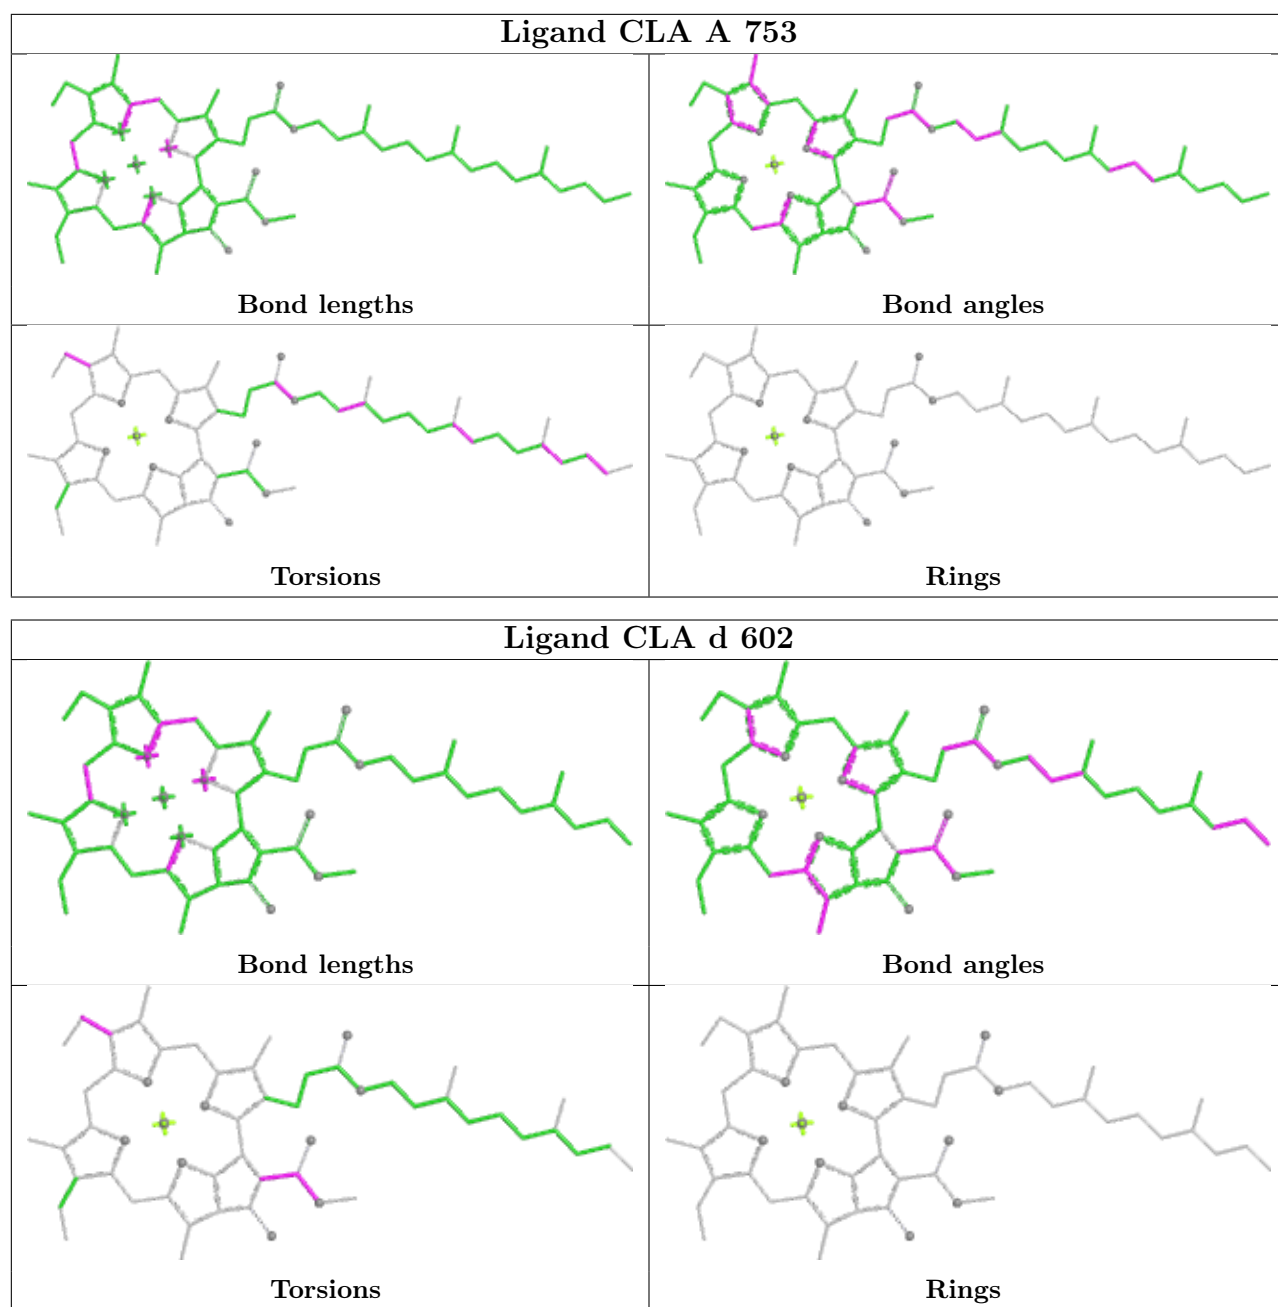 Ligand CLA A 753
Bond lengths
Bond angles
Torsions
Rings
Ligand CLA d 602
Bond lengths
Bond angles
Torsions
Rings